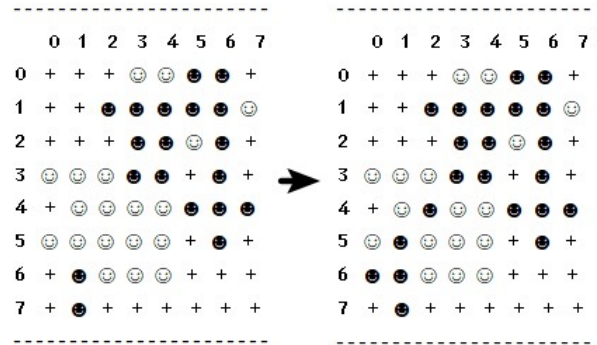 ------------------
0 1 2 3 4 5 6 7
0 + + + ☺ ☺ ☻ ☻ +
1 + + ☻ ☻ ☻ ☻ ☻ ☺
2 + + + ☻ ☻ ☺ ☻ +
3 ☺ ☺ ☺ ☻ ☻ + ☻ +
4 + ☺ ☺ ☺ ☺ ☻ ☻ ☻
5 ☺ ☺ ☺ ☺ ☺ + ☻ +
6 + ☻ ☺ ☺ ☺ + + +
7 + ☻ + + + + + +
------------------
------------------
0 1 2 3 4 5 6 7
0 + + + ☺ ☺ ☻ ☻ +
1 + + ☻ ☻ ☻ ☻ ☻ ☺
2 + + + ☻ ☻ ☺ ☻ +
3 ☺ ☺ ☺ ☻ ☻ + ☻ +
4 + ☺ ☻ ☺ ☺ ☻ ☻ ☻
5 ☺ ☻ ☺ ☺ ☺ + ☻ +
6 ☻ ☻ ☺ ☺ ☺ + + +
7 + ☻ + + + + + +
------------------